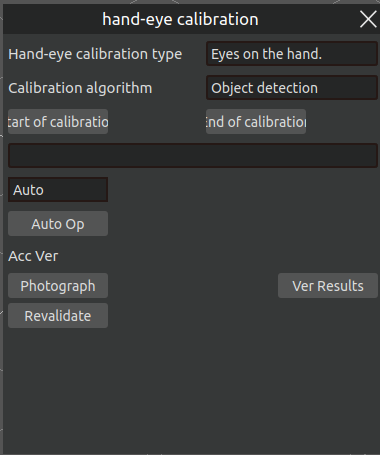 hand-eye calibration
Hand-eye calibration type Eyes on the hand.
Calibration algorithm Object detection
tart of calibratio End of calibration
Auto
Auto Op
Acc Ver
Photograph Ver Results
Revalidate